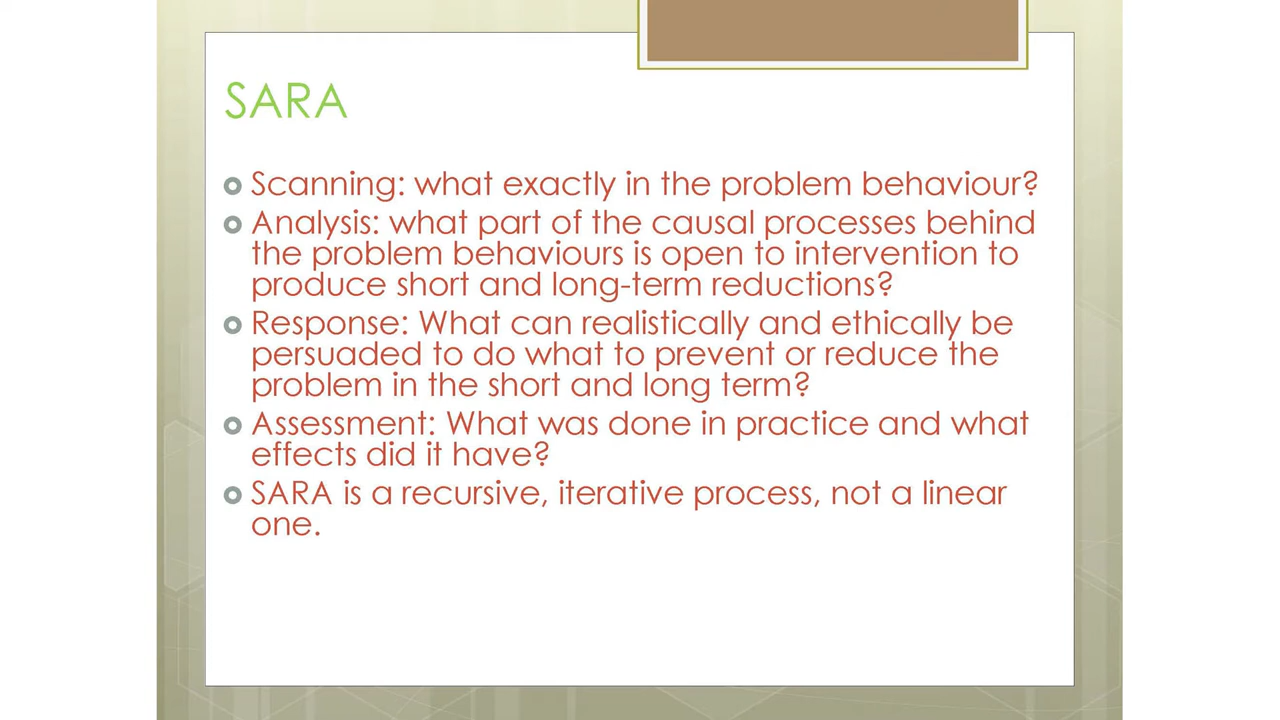 SARA
Scanning: what exactly in the problem behaviour?
Analysis: what part of the causal processes behind
the problem behaviours is open to intervention to
produce short and long-term reductions?
Response: What can realistically and ethically be
persuaded to do what to prevent or reduce the
problem in the short and long term?
Assessment: What was done in practice and what
effects did it have?
SARA is a recursive, iterative process, not a linear
one.